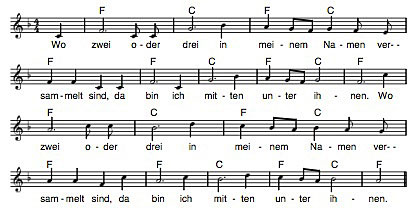 F C F C
Wo zwei o - der drei in mei - nem Na - men ver--
F C F C
sam - melt sind, da bin ich mit - ten un - ter ih - nen. Wo
F C F C
zwei o - der drei in mei - nem Na - men ver--
F C F C F
sam - melt sind, da bin ich mit - ten un - ter ih - nen.